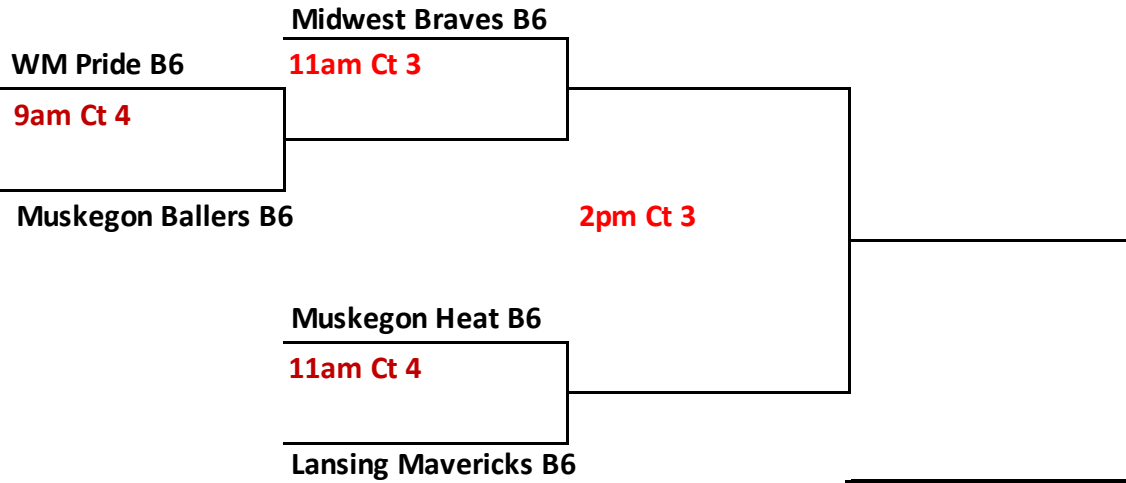 Midwest Braves B6
WM Pride B6
11am Ct 3
9am Ct 4
Muskegon Ballers B6
2pm Ct 3
Muskegon Heat B6
11am Ct 4
Lansing Mavericks B6